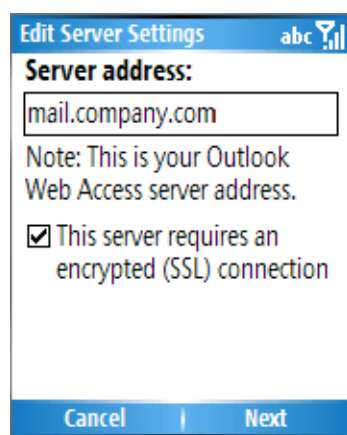 Edit Server Settings abc
Server address:
mail.company.com
Note: This is your Outlook
Web Access server address.
This server requires an
encrypted (SSL) connection
Cancel Next